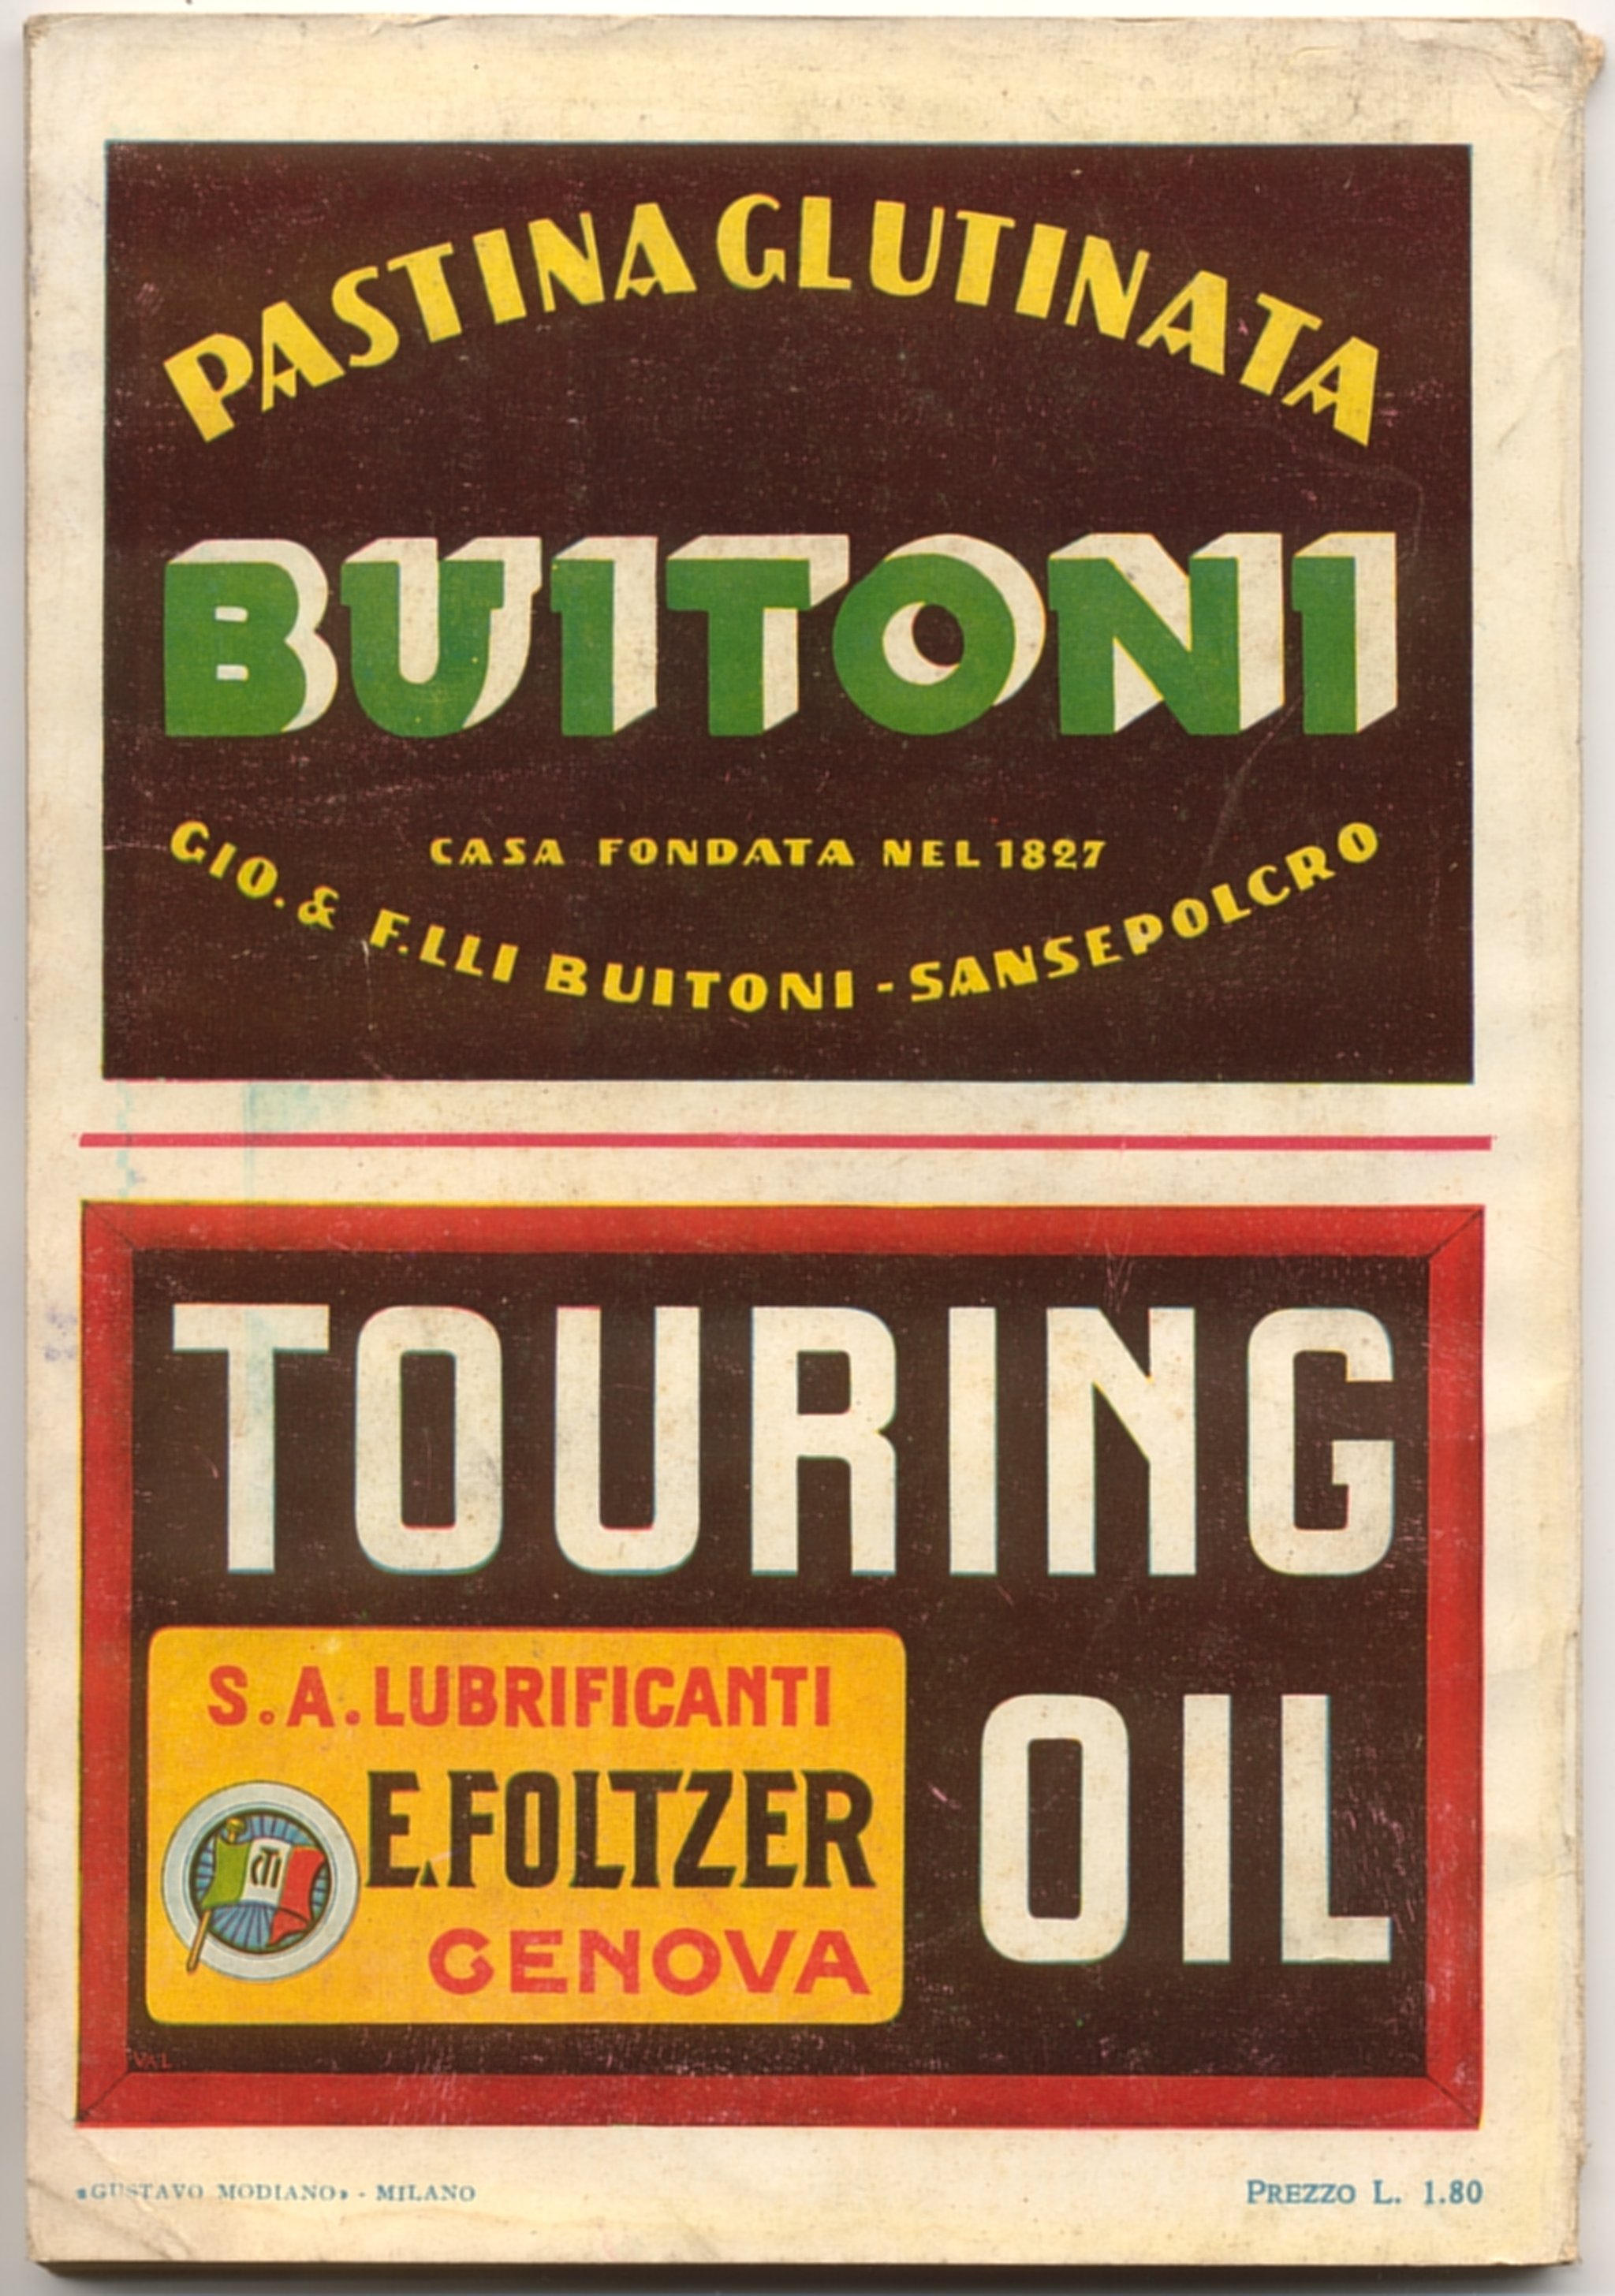 PASTINA GLUTINATA
BUITONI
CASA FONDATA NEL 1827
GIO. & F.LLI BUITONI - SANSEPOLCRO
TOURING
OIL
S.A. LUBRIFICANTI
E. FOLTZER
GENOVA
CTI
VAL
«GUSTAVO MODIANO» - MILANO
PREZZO L. 1.80